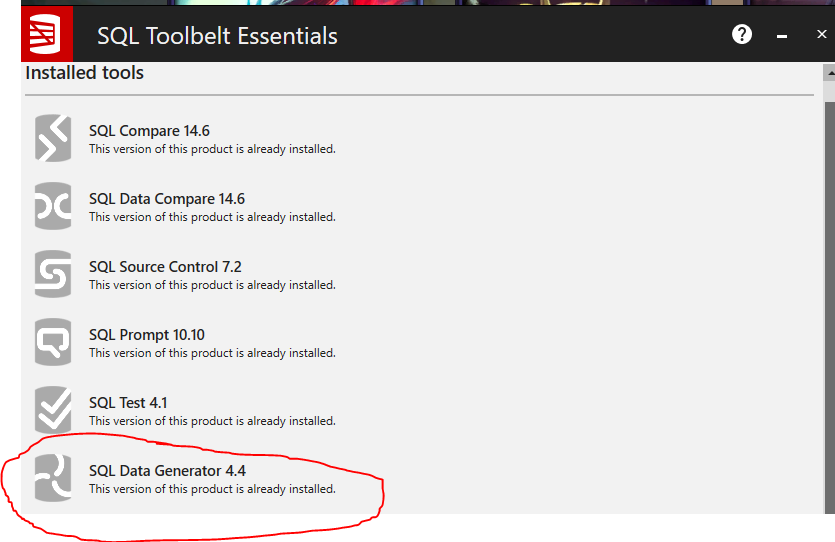 SQL Toolbelt Essentials
?
Installed tools
SQL Compare 14.6
This version of this product is already installed.
SQL Data Compare 14.6
This version of this product is already installed.
SQL Source Control 7.2
This version of this product is already installed.
SQL Prompt 10.10
This version of this product is already installed.
SQL Test 4.1
This version of this product is already installed.
SQL Data Generator 4.4
This version of this product is already installed.